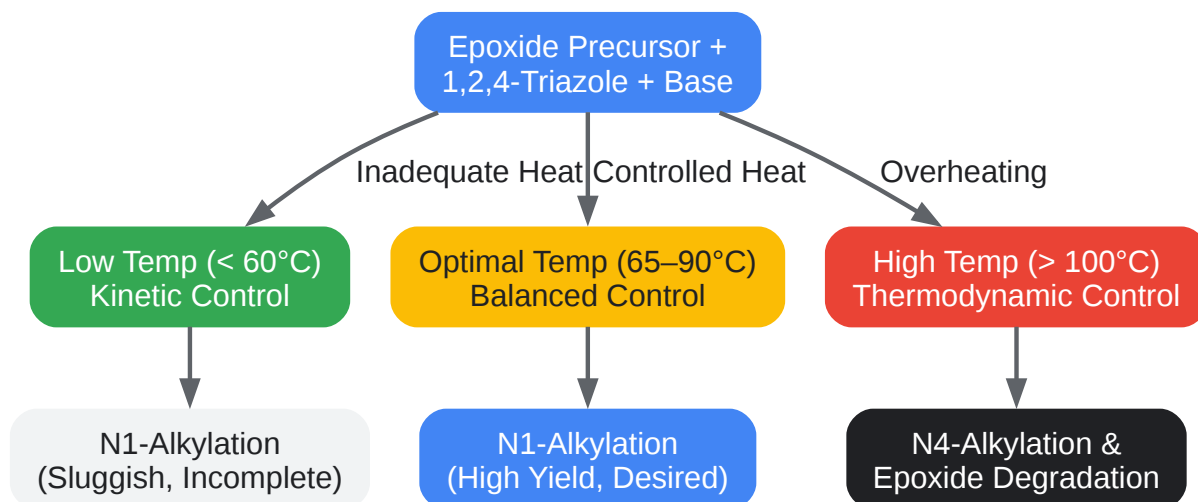 Epoxide Precursor +
1,2,4-Triazole + Base
Inadequate Heat
Controlled Heat
Overheating
Low Temp (< 60°C)
Kinetic Control
Optimal Temp (65–90°C)
Balanced Control
High Temp (> 100°C)
Thermodynamic Control
N1-Alkylation
(Sluggish, Incomplete)
N1-Alkylation
(High Yield, Desired)
N4-Alkylation &
Epoxide Degradation